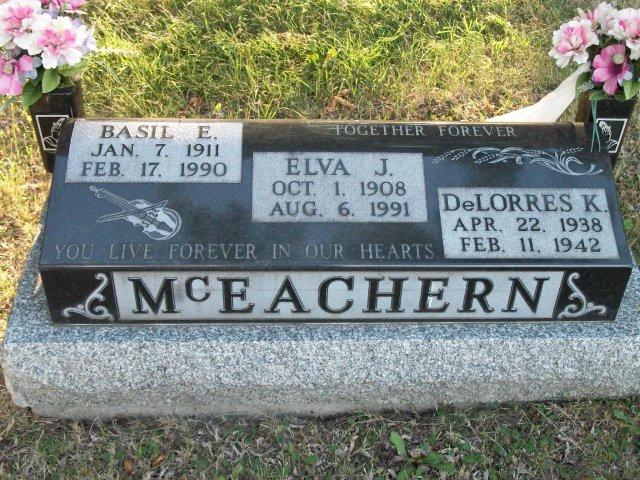 TOGETHER FOREVER
BASIL E.
JAN. 7, 1911
FEB. 17, 1990
ELVA J.
OCT. 1, 1908
AUG. 6, 1991
DeLORRES K.
APR. 22, 1938
FEB. 11, 1942
YOU LIVE FOREVER IN OUR HEARTS
McEACHERN